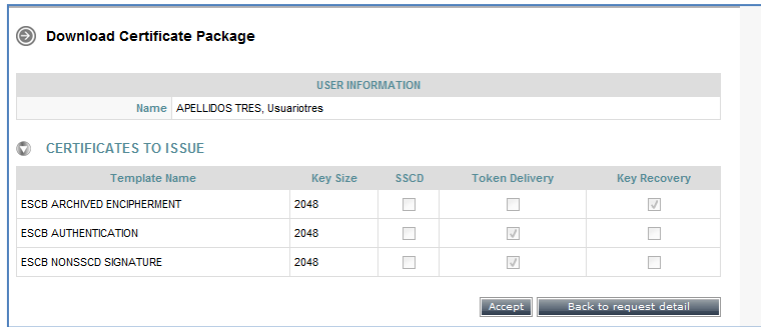 Download Certificate Package
USER INFORMATION
Name APELLIDOS TRES, Usuariotres
CERTIFICATES TO ISSUE
Template Name Key Size SSCD Token Delivery Key Recovery
ESCB ARCHIVED ENCIPHERMENT 2048
ESCB AUTHENTICATION 2048
ESCB NONSSCD SIGNATURE 2048
Accept Back to request detail